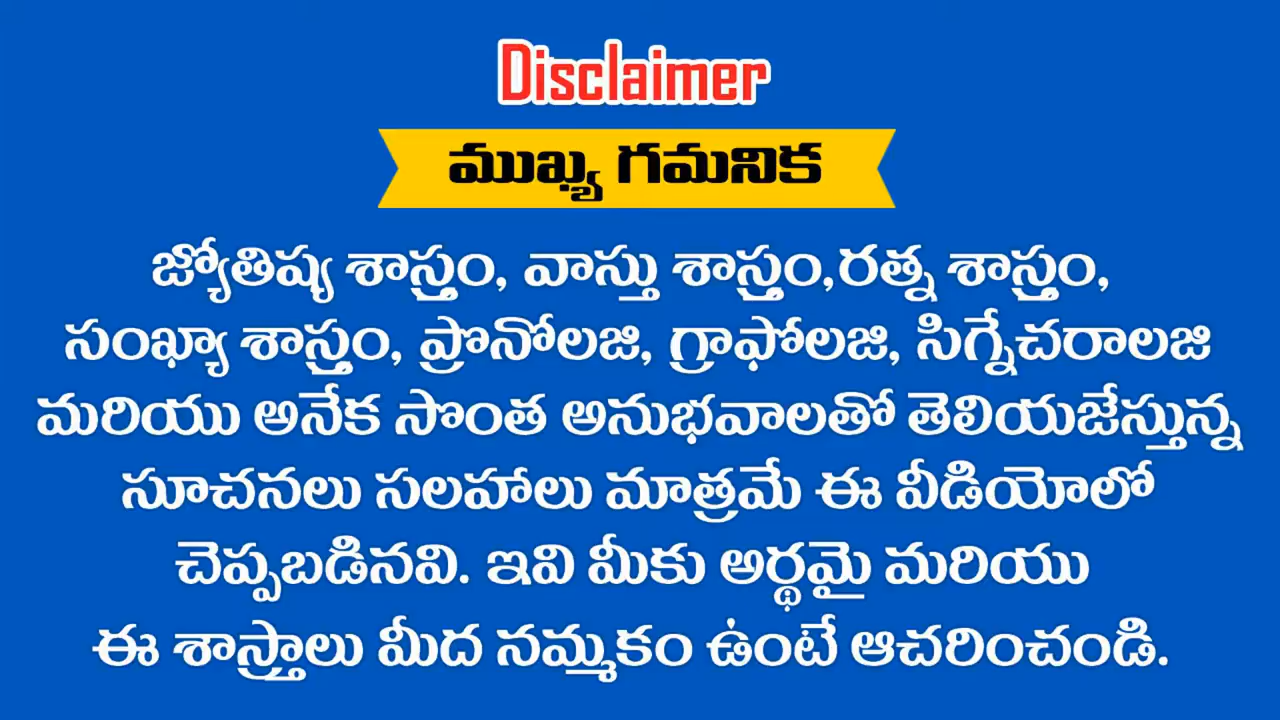 Disclaimer
ముఖ్య గమనిక
జ్యోతిష్య శాస్త్రం, వాస్తు శాస్త్రం,రత్న శాస్త్రం,
సంఖ్యా శాస్త్రం, ప్రొనోలజి, గ్రాఫోలజి, సిగ్నేచరాలజి
మరియు అనేక సొంత అనుభవాలతో తెలియజేస్తున్న
సూచనలు సలహాలు మాత్రమే ఈ వీడియోలో
చెప్పబడినవి. ఇవి మీకు అర్థమై మరియు
ఈ శాస్త్రాలు మీద నమ్మకం ఉంటే ఆచరించండి.